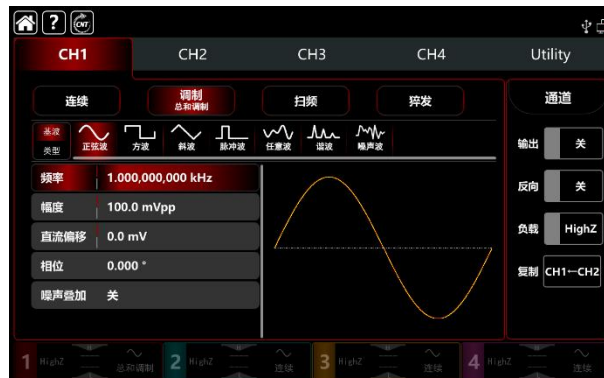 ? CNT
CH1 CH2 CH3 CH4 Utility
连续 调制 扫频 猝发 通道
总和调制
基波
类型
正弦波 方波 斜波 脉冲波 任意波 谐波 噪声波
输出 关
频率 1.000,000,000 kHz
反向 关
幅度 100.0 mVpp
负载 HighZ
直流偏移 0.0 mV
相位 0.000 °
复制 CH1←CH2
噪声叠加 关
1 HighZ 总和调制 2 HighZ 连续 3 HighZ 连续 4 HighZ 连续